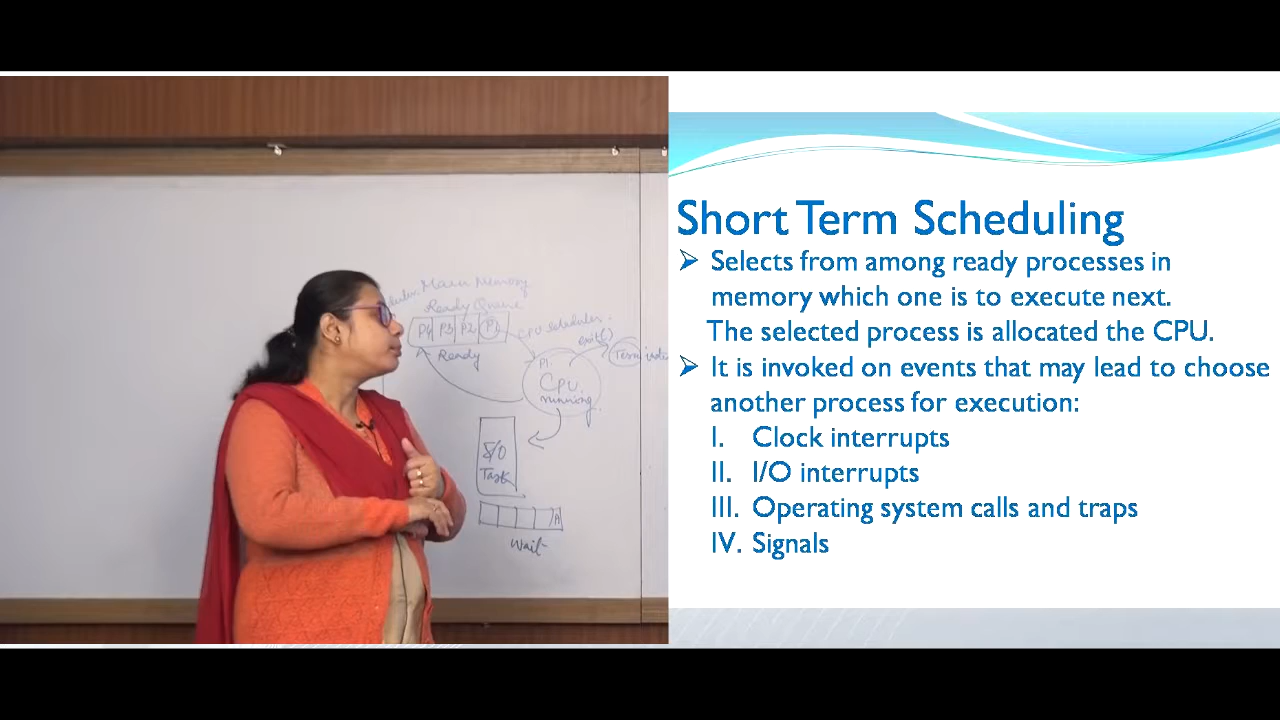 Main Memory
Ready Queue
P4 P3 P2 P1
CPU scheduler
exit()
Ready
P1
CPU
running
I/O
Task
Wait
Short Term Scheduling
➢ Selects from among ready processes in
memory which one is to execute next.
The selected process is allocated the CPU.
➢ It is invoked on events that may lead to choose
another process for execution:
I. Clock interrupts
II. I/O interrupts
III. Operating system calls and traps
IV. Signals